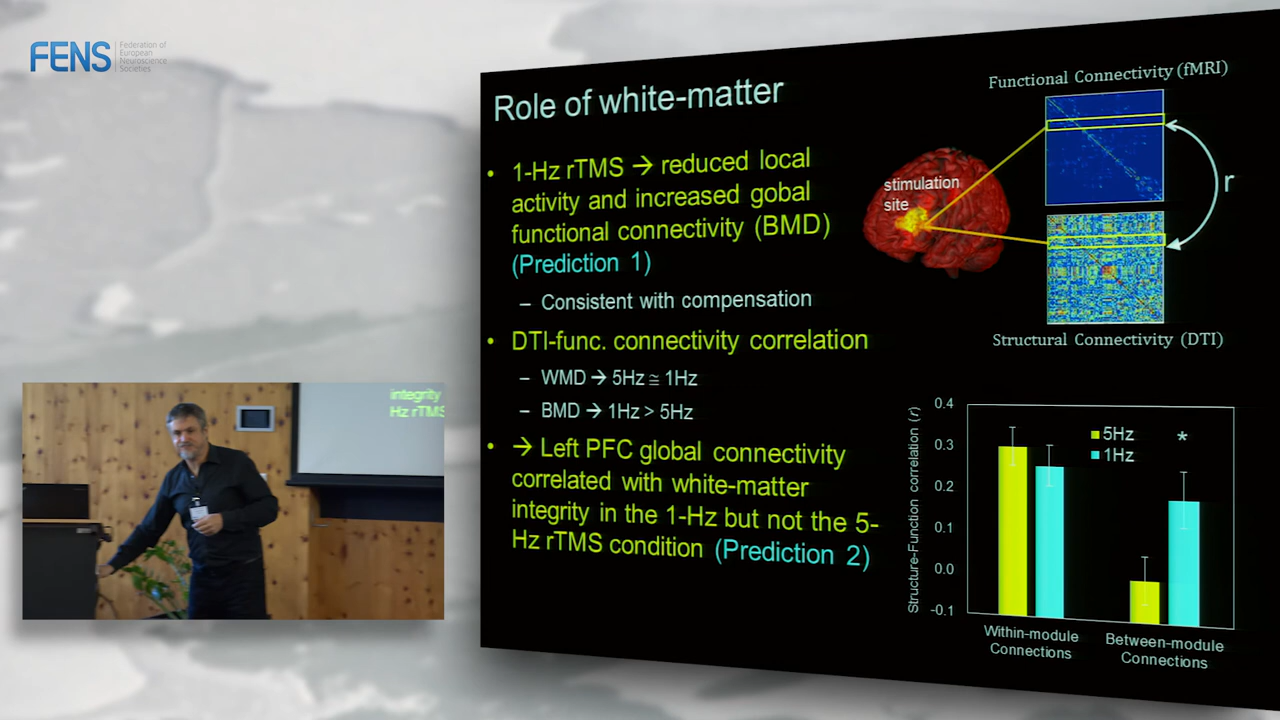 FENS
Federation of
European
Neuroscience
Societies
Role of white-matter
• 1-Hz rTMS → reduced local
activity and increased gobal
functional connectivity (BMD)
(Prediction 1)
– Consistent with compensation
• DTI-func. connectivity correlation
– WMD → 5Hz ≅ 1Hz
– BMD → 1Hz > 5Hz
• → Left PFC global connectivity
correlated with white-matter
integrity in the 1-Hz but not the 5-
Hz rTMS condition (Prediction 2)
Functional Connectivity (fMRI)
stimulation
site
r
Structural Connectivity (DTI)
Structure-Function correlation (r)
0.4
0.3
0.2
0.1
0.0
-0.1
5Hz
1Hz
*
Within-module
Connections
Between-module
Connections
integrity
Hz rTMS